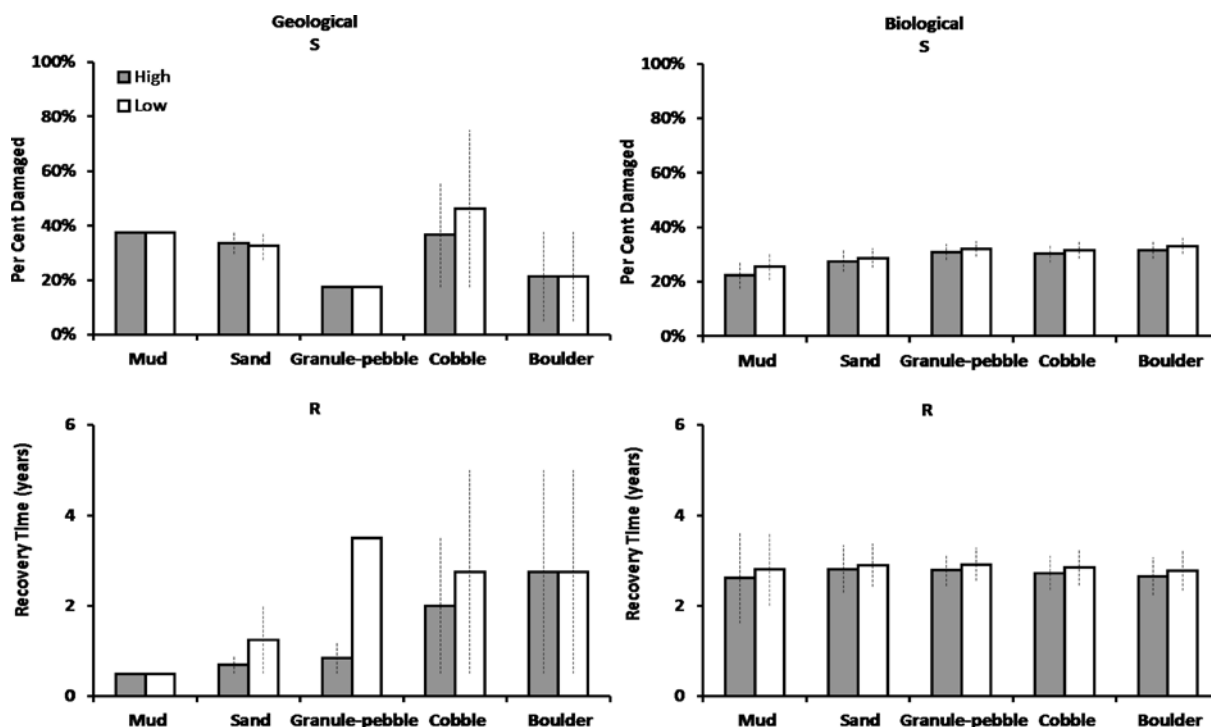 Geological
S
Per Cent Damaged
100%
80%
60%
40%
20%
0%
High
Low
Mud Sand Granule-pebble Cobble Boulder
Biological
S
Per Cent Damaged
100%
80%
60%
40%
20%
0%
Mud Sand Granule-pebble Cobble Boulder
R
Recovery Time (years)
6
4
2
0
Mud Sand Granule-pebble Cobble Boulder
R
Recovery Time (years)
6
4
2
0
Mud Sand Granule-pebble Cobble Boulder